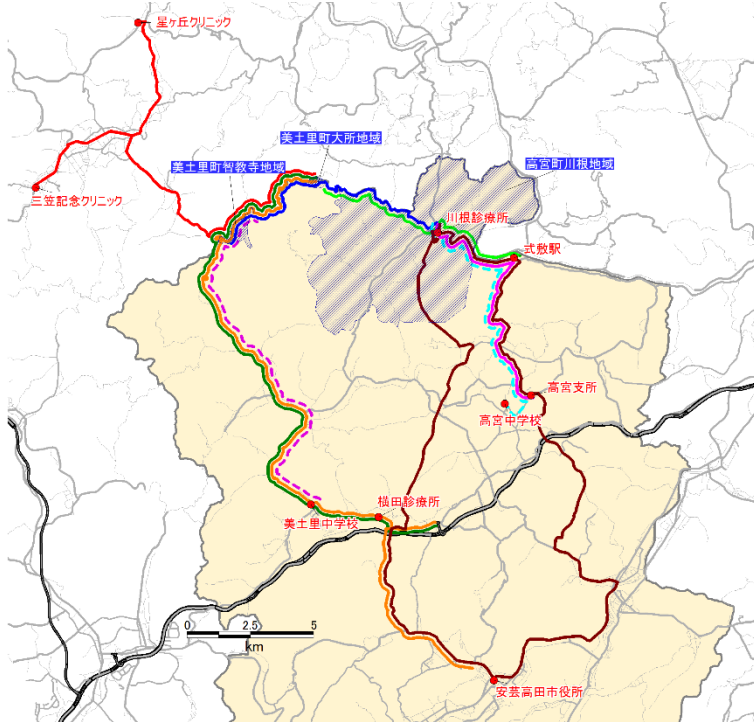 星ヶ丘クリニック
美土里町大所地域
美土里町智教寺地域
高宮町川根地域
三笠記念クリニック
川根診療所
式敷駅
高宮支所
高宮中学校
横田診療所
美土里中学校
0 2.5 5
km
安芸高田市役所